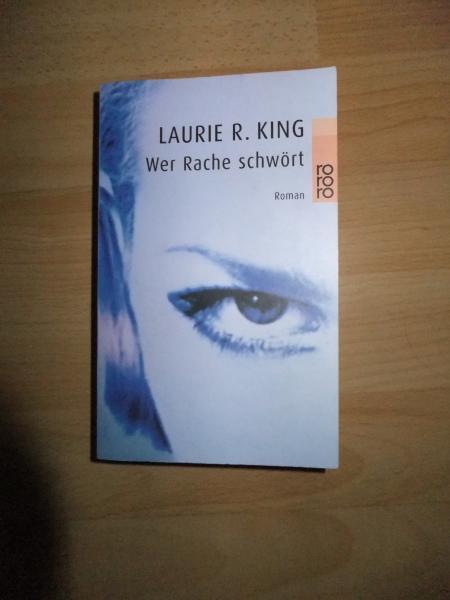 LAURIE R. KING
Wer Rache schwört
Roman
ro
ro
ro